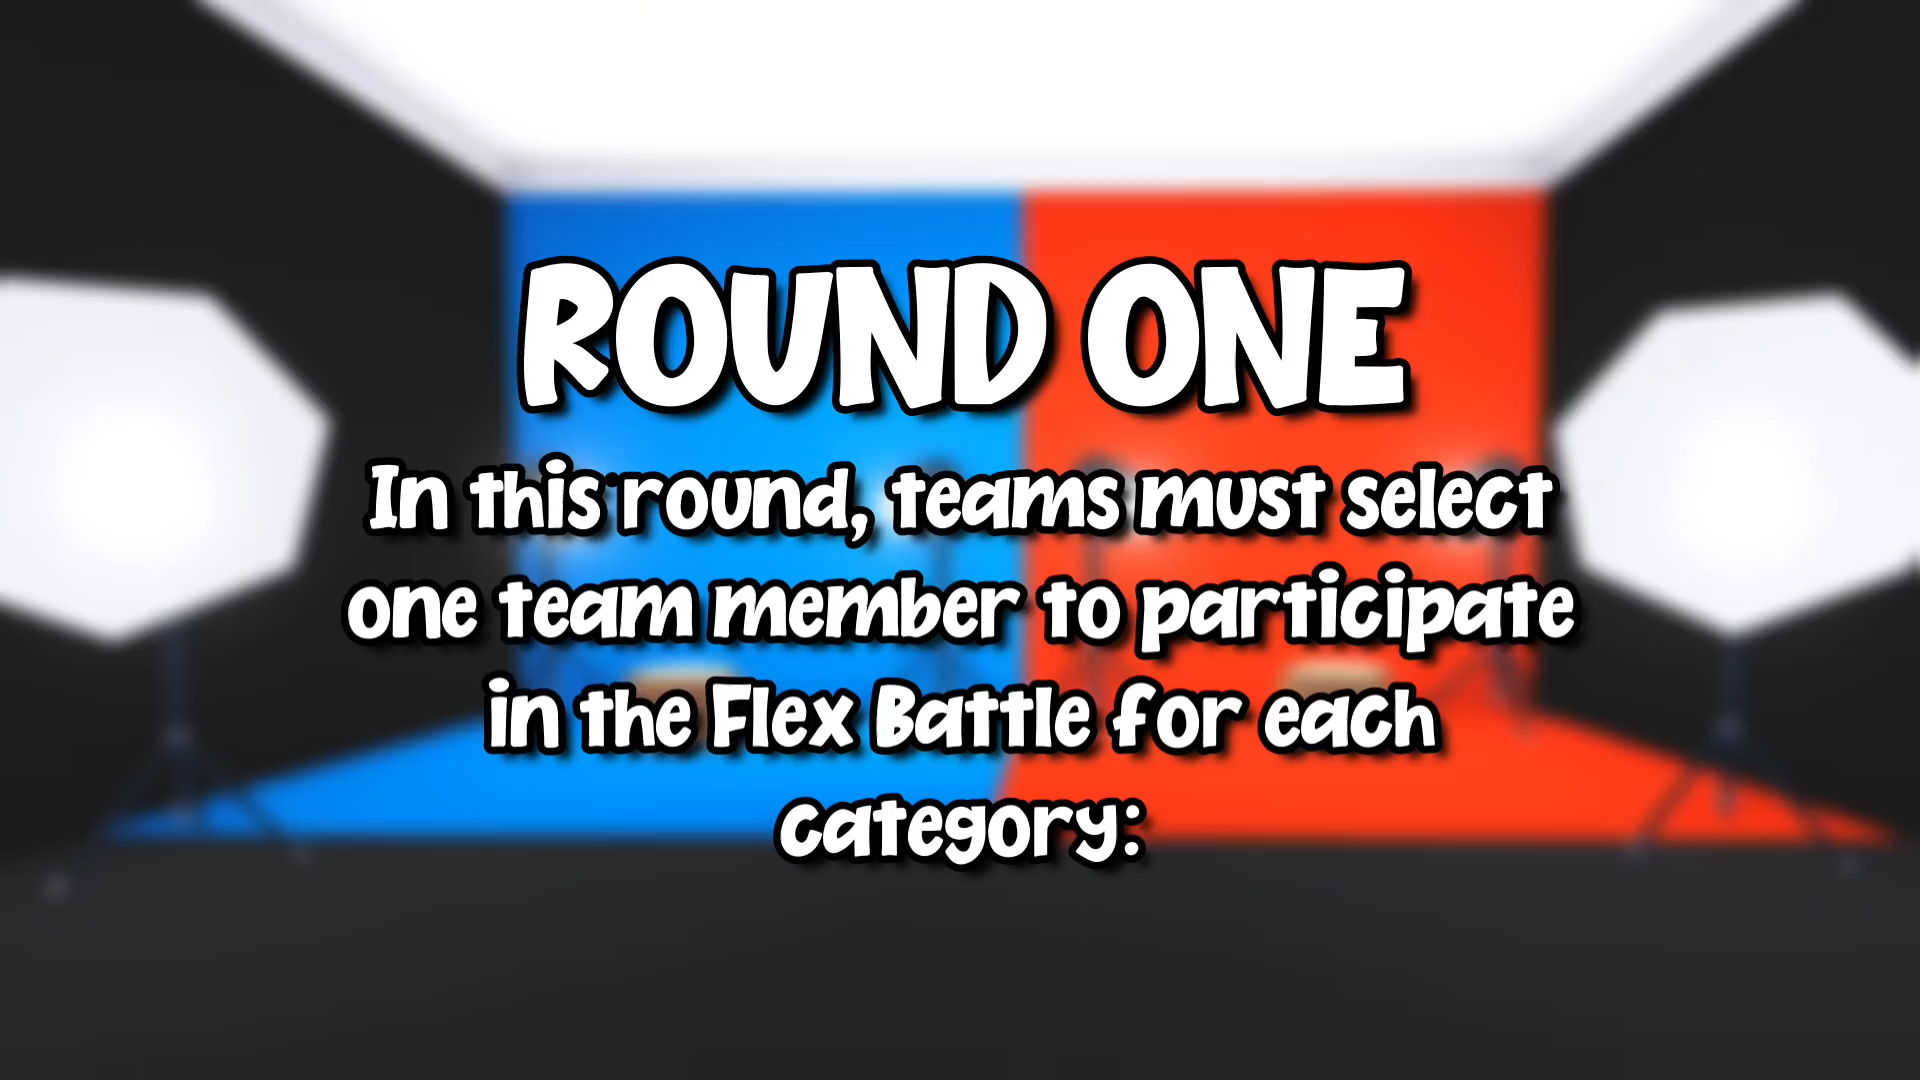 ROUND ONE
In this round, teams must select
one team member to participate
in the Flex Battle for each
category: